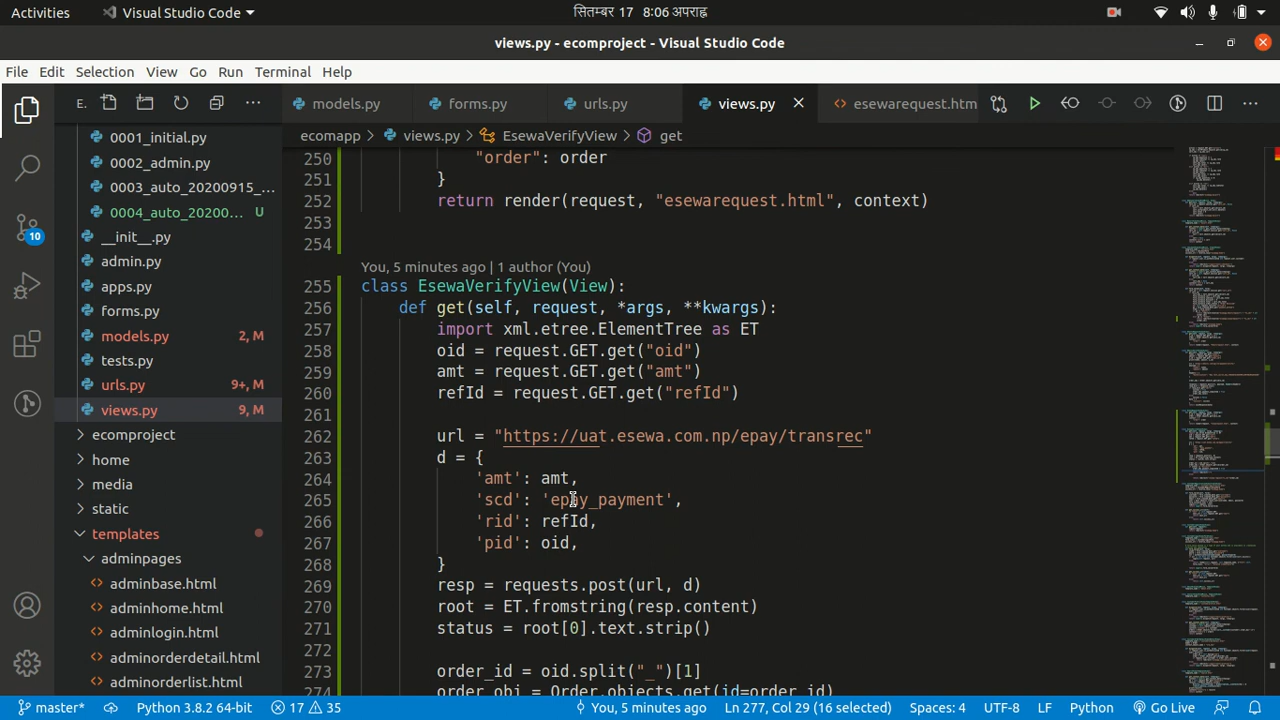 Activities
Visual Studio Code
सितम्बर 17 8:06 अपराह्न
views.py - ecomproject - Visual Studio Code
File Edit Selection View Go Run Terminal Help
E.
models.py
forms.py
urls.py
views.py
esewarequest.htm
ecomapp > views.py > EsewaVerifyView > get
0001_initial.py
0002_admin.py
0003_auto_20200915_...
0004_auto_20200... U
__init__.py
admin.py
apps.py
forms.py
models.py 2, M
tests.py
urls.py 9+, M
views.py 9, M
ecomproject
home
media
static
templates
adminpages
adminbase.html
adminhome.html
adminlogin.html
adminorderdetail.html
adminorderlist.html
10
250 "order": order
251 }
252 return render(request, "esewarequest.html", context)
253
254
You, 5 minutes ago | 1 author (You)
255 class EsewaVerifyView(View):
256 def get(self, request, *args, **kwargs):
257 import xml.etree.ElementTree as ET
258 oid = request.GET.get("oid")
259 amt = request.GET.get("amt")
260 refId = request.GET.get("refId")
261
262 url = "https://uat.esewa.com.np/epay/transrec"
263 d = {
264 'amt': amt,
265 'scd': 'epay_payment',
266 'rid': refId,
267 'pid': oid,
268 }
269 resp = requests.post(url, d)
270 root = ET.fromstring(resp.content)
271 status = root[0].text.strip()
272
273 order_id = oid.split("_")[1]
274 order_obj = Order.objects.get(id=order_id)
master*
Python 3.8.2 64-bit
17 35
You, 5 minutes ago
Ln 277, Col 29 (16 selected)
Spaces: 4
UTF-8
LF
Python
Go Live